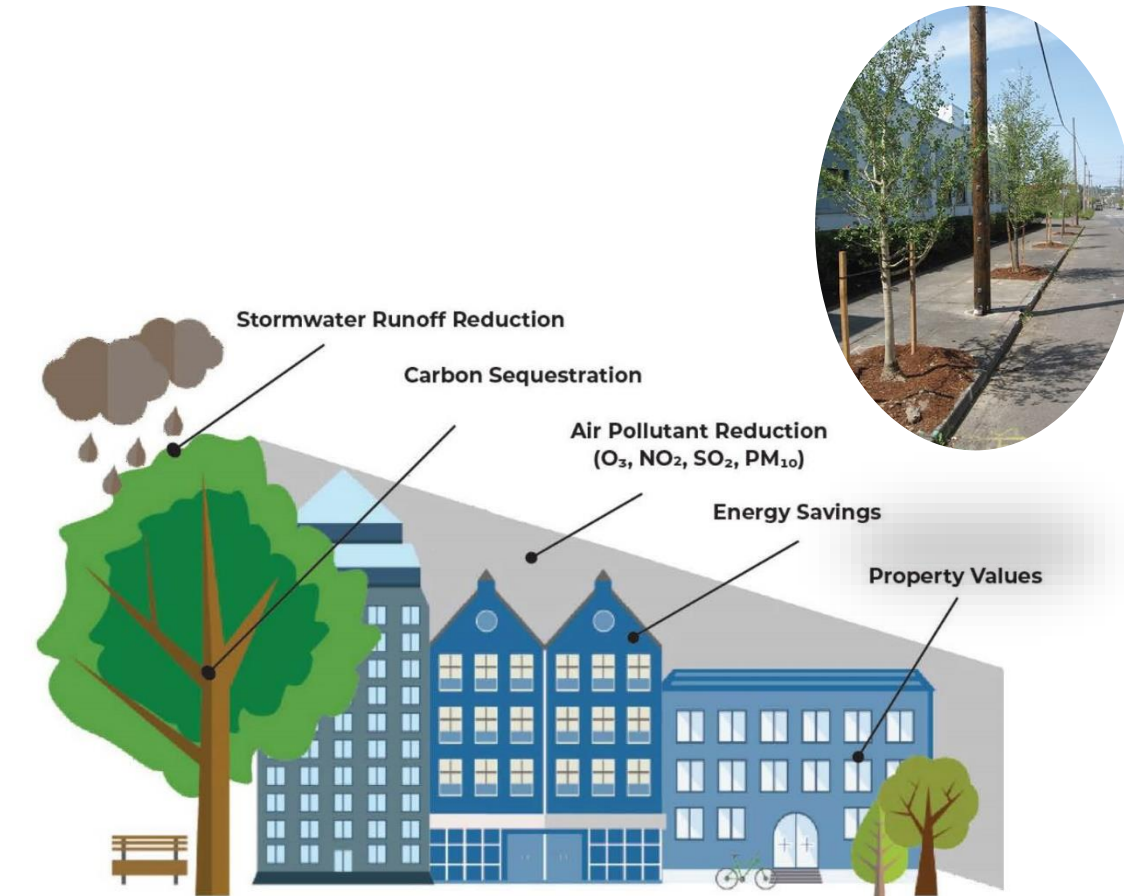 Stormwater Runoff Reduction
Carbon Sequestration
Air Pollutant Reduction
(O₃, NO₂, SO₂, PM₁₀)
Energy Savings
Property Values